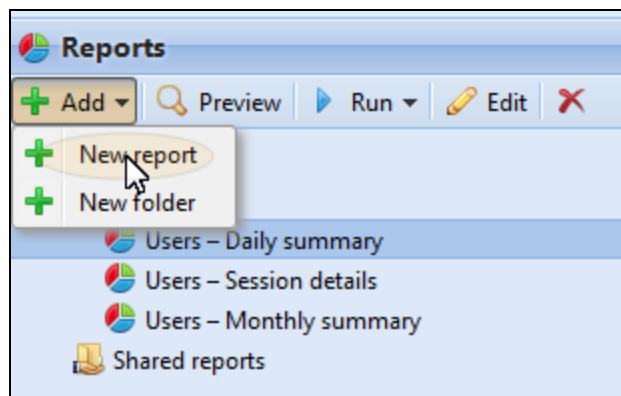 Reports
Add Preview Run Edit
New report
New folder
Users – Daily summary
Users – Session details
Users – Monthly summary
Shared reports